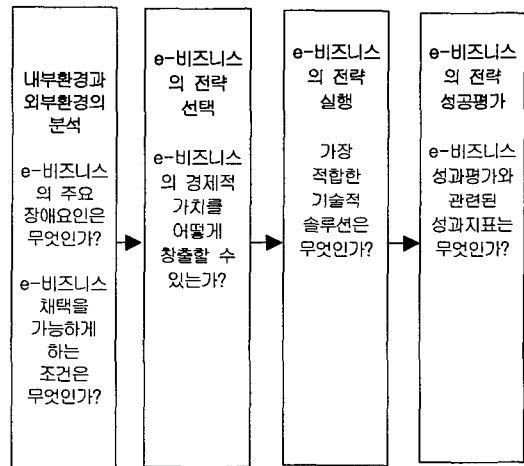 내부환경과
외부환경의
분석
e-비즈니스
의 주요
장애요인은
무엇인가?
e-비즈니스
채택을
가능하게
하는
조건은
무엇인가?
e-비즈니스
의 전략
선택
e-비즈니스
의 경제적
가치를
어떻게
창출할 수
있는가?
e-비즈니스
의 전략
실행
가장
적합한
기술적
솔루션은
무엇인가?
e-비즈니스
의 전략
성공평가
e-비즈니스
성과평가와
관련된
성과지표는
무엇인가?